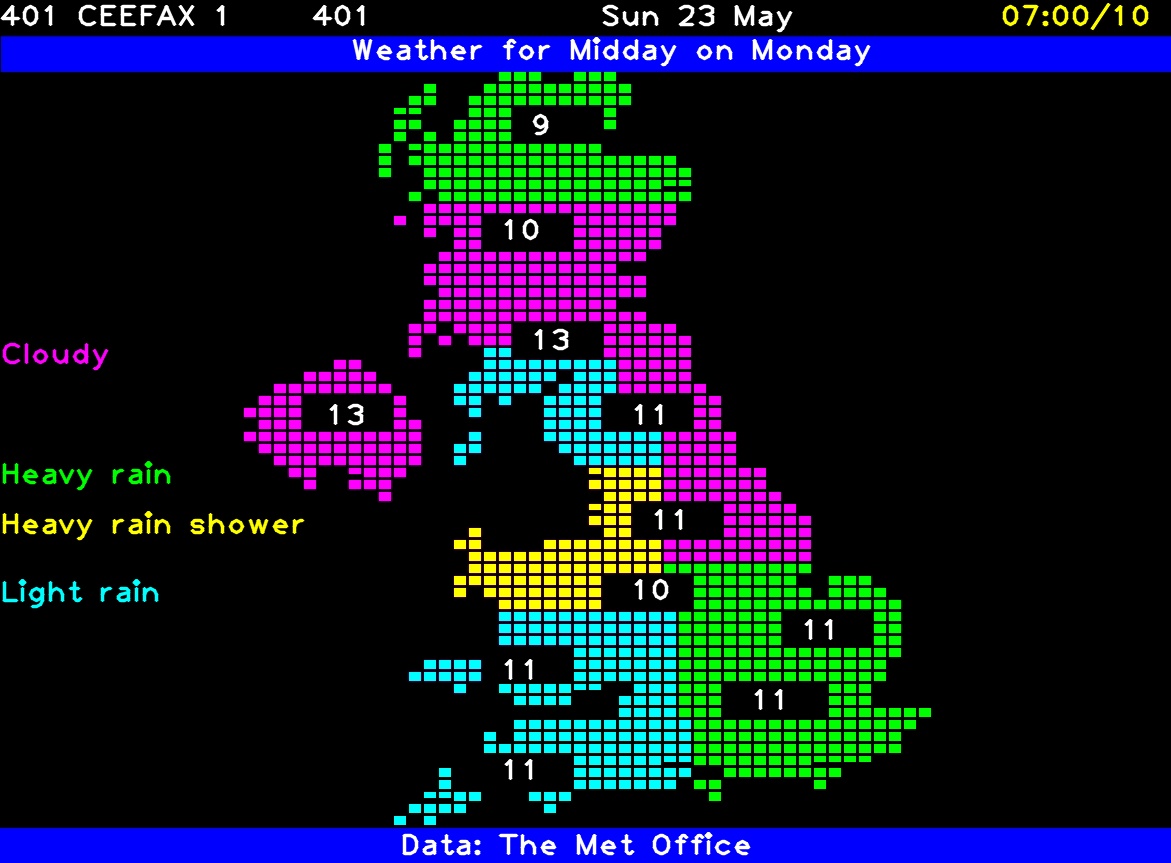 401 CEEFAX 1 401 Sun 23 May 07:00/10
Weather for Midday on Monday
9
10
13
Cloudy
13 11
Heavy rain
11
Heavy rain shower
10
Light rain
11
11
11
11
Data: The Met Office